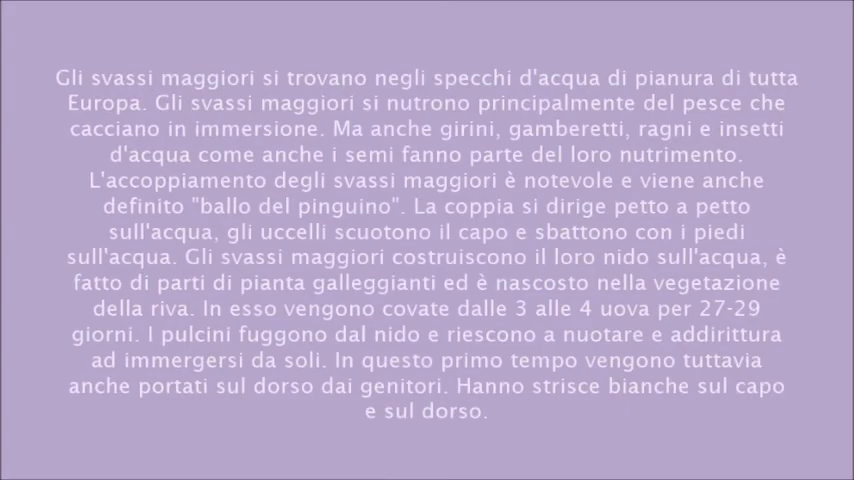 Gli svassi maggiori si trovano negli specchi d'acqua di pianura di tutta
Europa. Gli svassi maggiori si nutrono principalmente del pesce che
cacciano in immersione. Ma anche girini, gamberetti, ragni e insetti
d'acqua come anche i semi fanno parte del loro nutrimento.
L'accoppiamento degli svassi maggiori è notevole e viene anche
definito "ballo del pinguino". La coppia si dirige petto a petto
sull'acqua, gli uccelli scuotono il capo e sbattono con i piedi
sull'acqua. Gli svassi maggiori costruiscono il loro nido sull'acqua, è
fatto di parti di pianta galleggianti ed è nascosto nella vegetazione
della riva. In esso vengono covate dalle 3 alle 4 uova per 27-29
giorni. I pulcini fuggono dal nido e riescono a nuotare e addirittura
ad immergersi da soli. In questo primo tempo vengono tuttavia
anche portati sul dorso dai genitori. Hanno strisce bianche sul capo
e sul dorso.